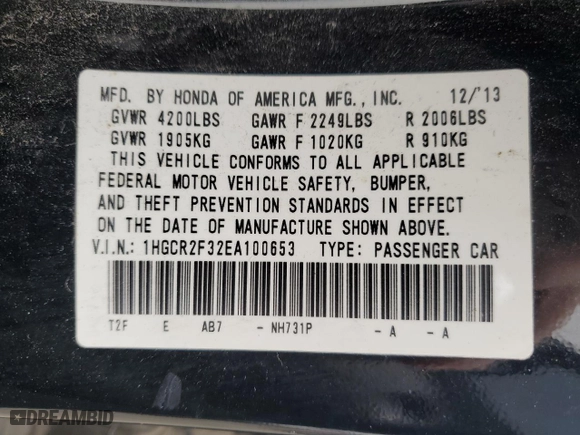 MFD. BY HONDA OF AMERICA MFG., INC. 12/'13
GVWR 4200LBS GAWR F 2249LBS R 2006LBS
GVWR 1905KG GAWR F 1020KG R 910KG
THIS VEHICLE CONFORMS TO ALL APPLICABLE
FEDERAL MOTOR VEHICLE SAFETY, BUMPER,
AND THEFT PREVENTION STANDARDS IN EFFECT
ON THE DATE OF MANUFACTURE SHOWN ABOVE.
V.I.N.: 1HGCR2F32EA100653 TYPE: PASSENGER CAR
T2F E AB7 - NH731P - A - A
DREAMBID